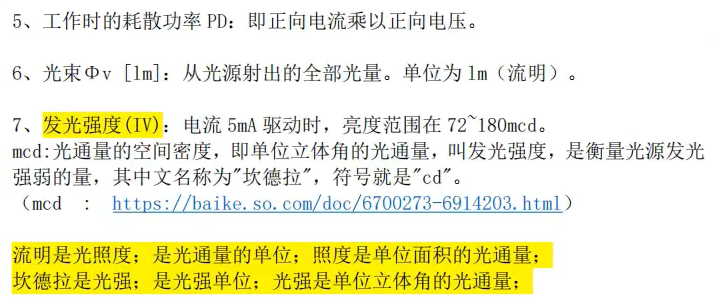 5、工作时的耗散功率 PD：即正向电流乘以正向电压。
6、光束Φv [lm]：从光源射出的全部光量。单位为 lm（流明）。
7、发光强度(IV)：电流 5mA 驱动时，亮度范围在 72~180mcd。
mcd:光通量的空间密度，即单位立体角的光通量，叫发光强度，是衡量光源发光
强弱的量，其中文名称为"坎德拉"，符号就是"cd"。
（mcd ： https://baike.so.com/doc/6700273-6914203.html）
流明是光照度；是光通量的单位；照度是单位面积的光通量；
坎德拉是光强；是光强单位；光强是单位立体角的光通量；